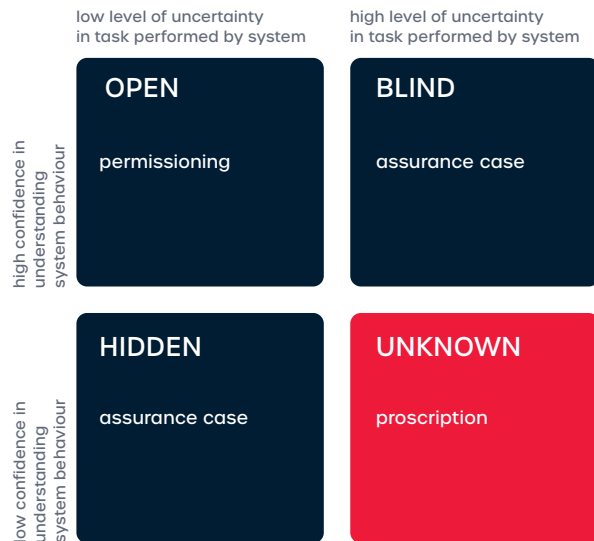 low level of uncertainty
in task performed by system
high level of uncertainty
in task performed by system
high confidence in
understanding
system behaviour
OPEN
permissioning
BLIND
assurance case
low confidence in
understanding
system behaviour
HIDDEN
assurance case
UNKNOWN
proscription